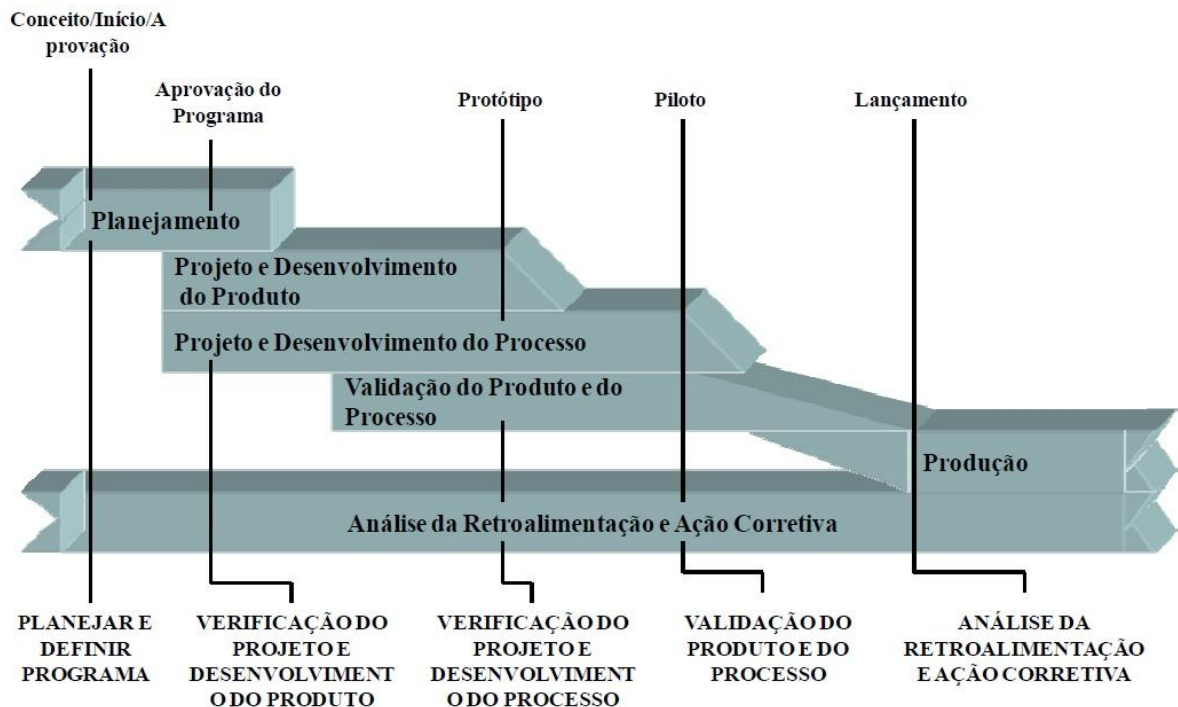 Conceito/Início/A
provação
Aprovação do
Programa
Protótipo
Piloto
Lançamento
Planejamento
Projeto e Desenvolvimento
do Produto
Projeto e Desenvolvimento do Processo
Validação do Produto e do
Processo
Produção
Análise da Retroalimentação e Ação Corretiva
PLANEJAR E
DEFINIR
PROGRAMA
VERIFICAÇÃO DO
PROJETO E
DESENVOLVIMENT
O DO PRODUTO
VERIFICAÇÃO DO
PROJETO E
DESENVOLVIMENT
O DO PROCESSO
VALIDAÇÃO DO
PRODUTO E DO
PROCESSO
ANÁLISE DA
RETROALIMENTAÇÃO
E AÇÃO CORRETIVA